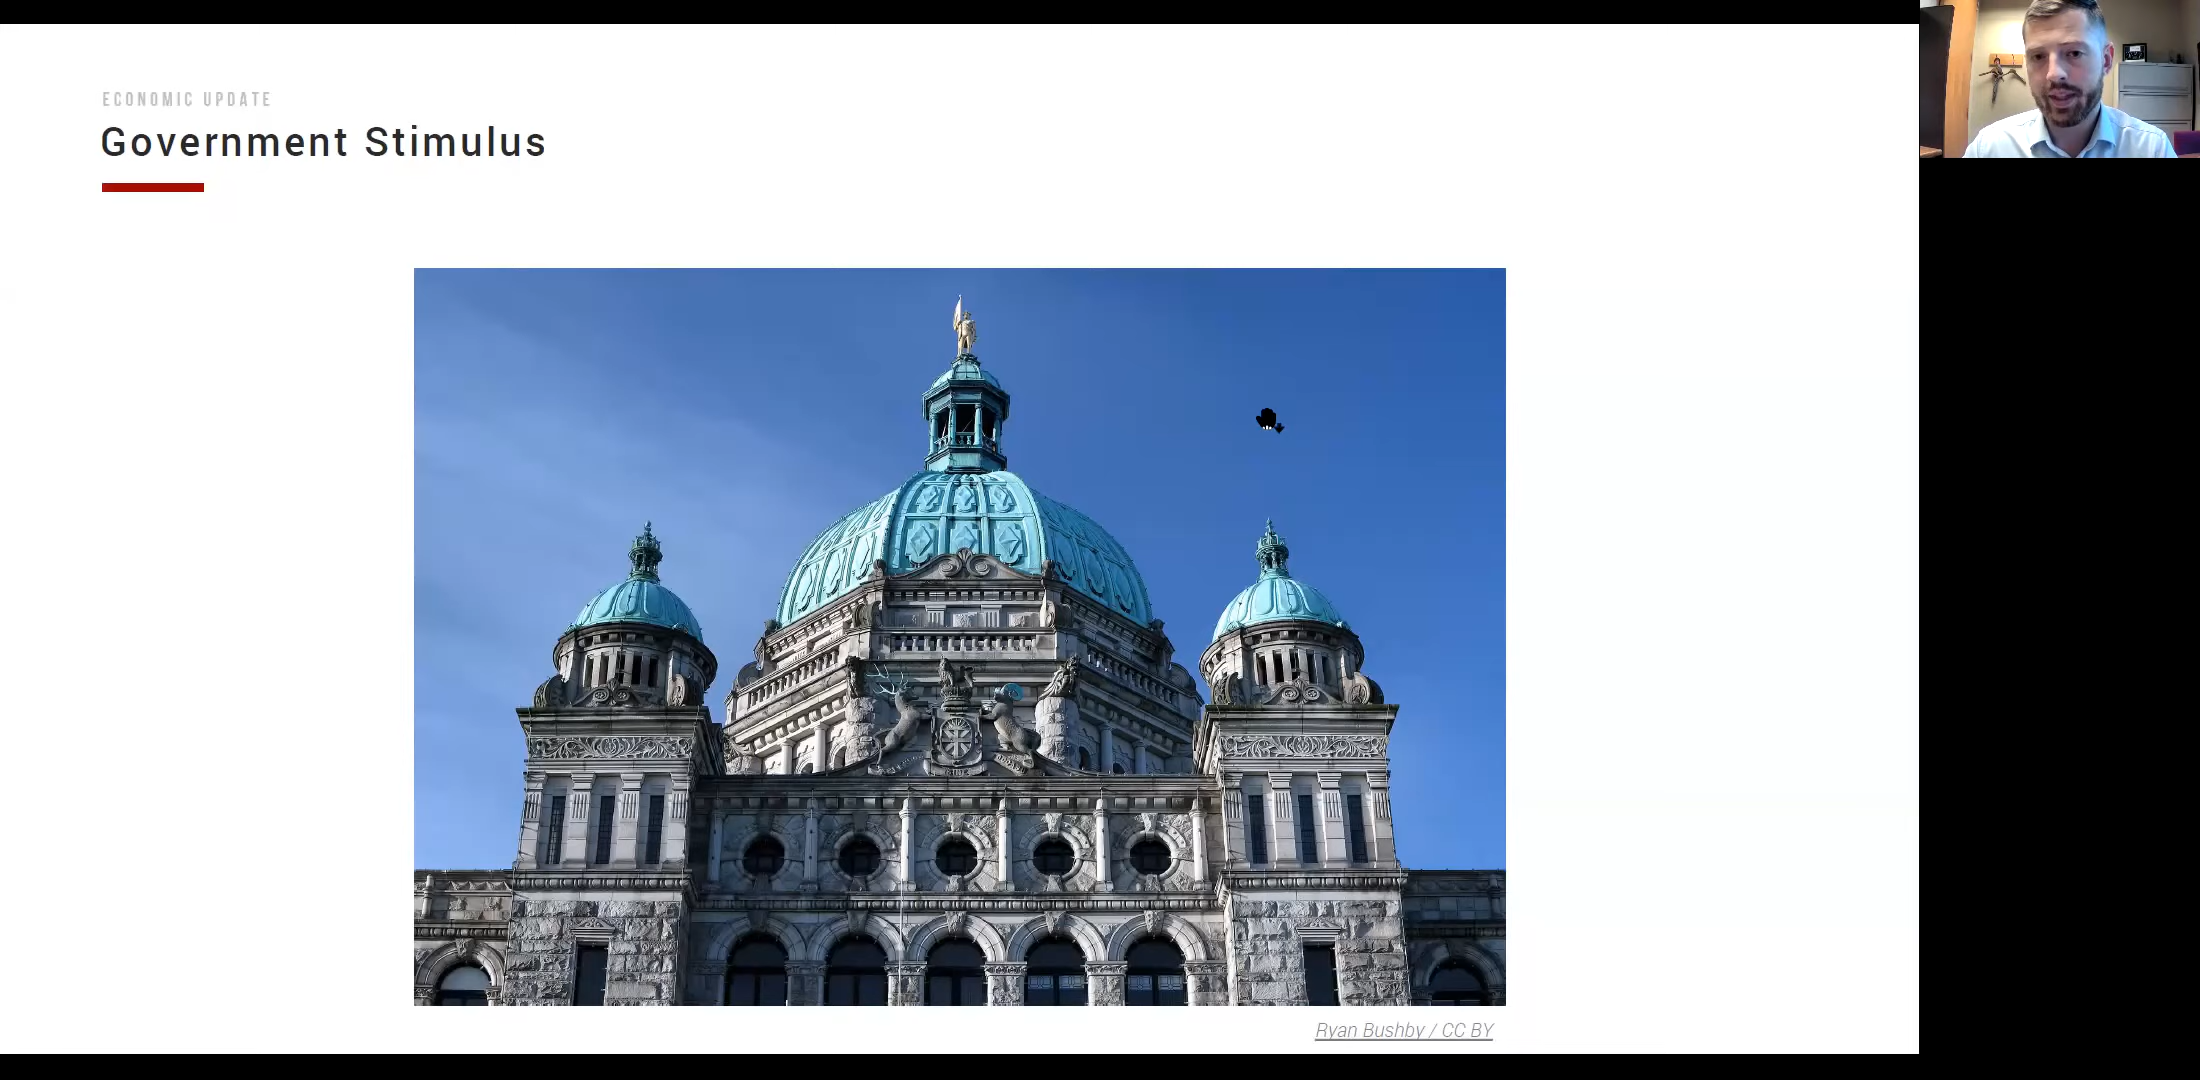 ECONOMIC UPDATE
Government Stimulus
Ryan Bushby / CC BY